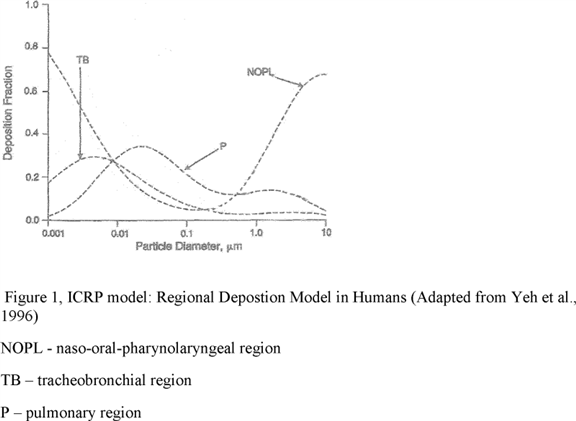 1.0
TB
0.8
NOPL
0.6
Deposition Fraction
0.4
P
0.2
0.0
0.001 0.01 0.1 1.0 10
Particle Diameter, μm
Figure 1, ICRP model: Regional Depostion Model in Humans (Adapted from Yeh et al.,
1996)
NOPL - naso-oral-pharynolaryngeal region
TB – tracheobronchial region
P – pulmonary region